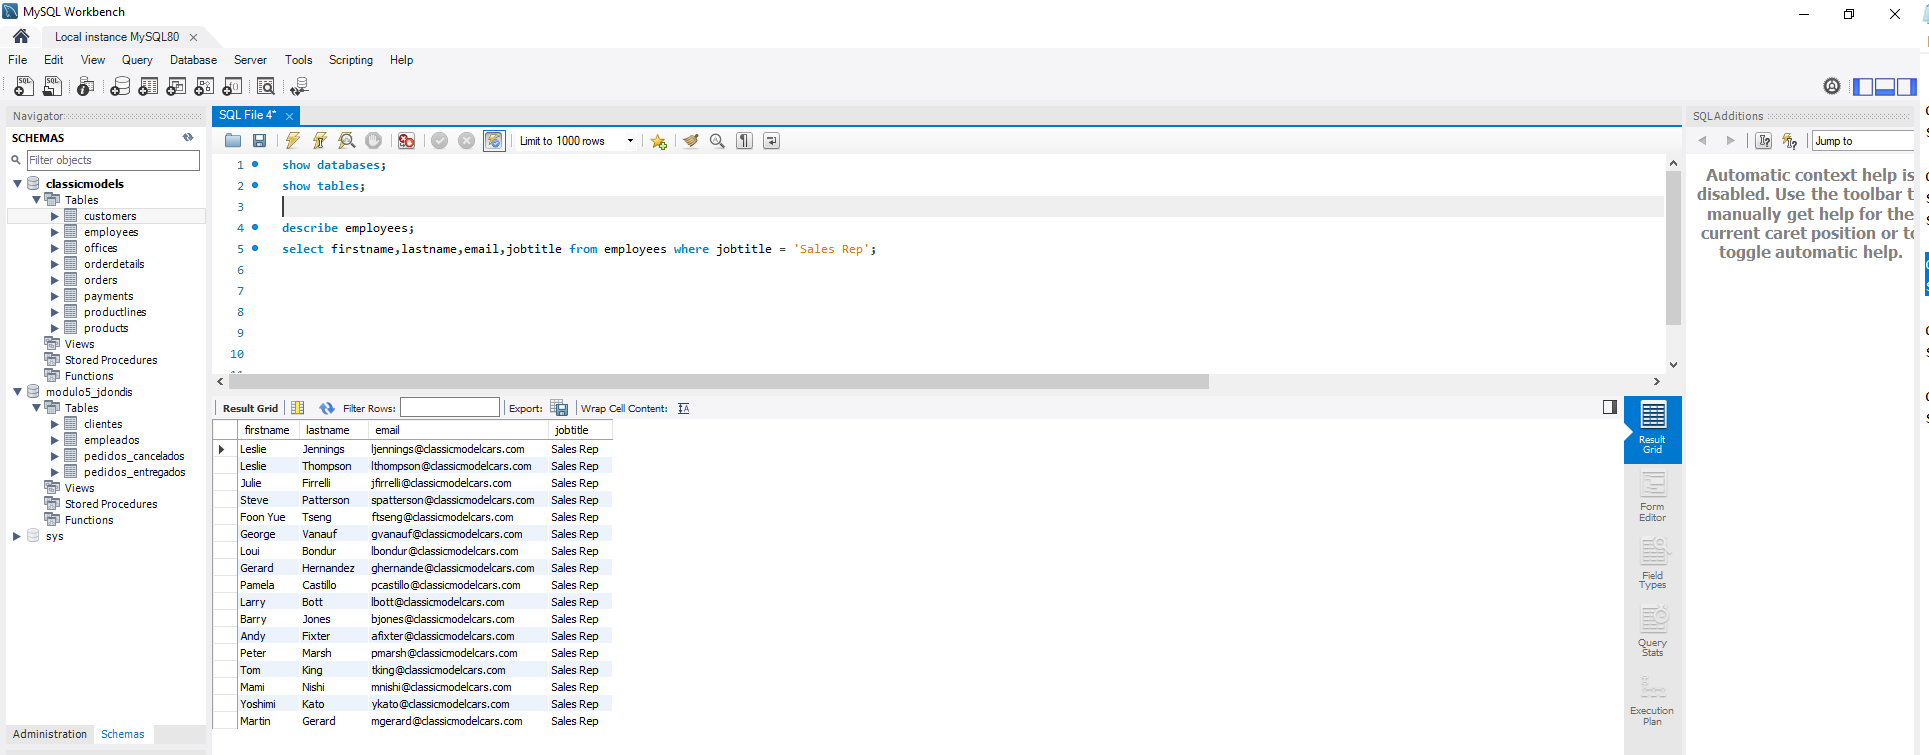 MySQL Workbench
Local instance MySQL80
File Edit View Query Database Server Tools Scripting Help
Navigator
SCHEMAS
Filter objects
classicmodels
Tables
customers
employees
offices
orderdetails
orders
payments
productlines
products
Views
Stored Procedures
Functions
modulo5_jdondis
Tables
clientes
empleados
pedidos_cancelados
pedidos_entregados
Views
Stored Procedures
Functions
sys
Administration Schemas
SQL File 4*
Limit to 1000 rows
1 show databases;
2 show tables;
3
4 describe employees;
5 select firstname,lastname,email,jobtitle from employees where jobtitle = 'Sales Rep';
6
7
8
9
10
Result Grid Filter Rows: Export: Wrap Cell Content:
firstname lastname email jobtitle
Leslie Jennings ljennings@classicmodelcars.com Sales Rep
Leslie Thompson lthompson@classicmodelcars.com Sales Rep
Julie Firrelli jfirrelli@classicmodelcars.com Sales Rep
Steve Patterson spatterson@classicmodelcars.com Sales Rep
Foon Yue Tseng ftseng@classicmodelcars.com Sales Rep
George Vanauf gvanauf@classicmodelcars.com Sales Rep
Loui Bondur lbondur@classicmodelcars.com Sales Rep
Gerard Hernandez ghernande@classicmodelcars.com Sales Rep
Pamela Castillo pcastillo@classicmodelcars.com Sales Rep
Larry Bott lbott@classicmodelcars.com Sales Rep
Barry Jones bjones@classicmodelcars.com Sales Rep
Andy Fixter afixter@classicmodelcars.com Sales Rep
Peter Marsh pmarsh@classicmodelcars.com Sales Rep
Tom King tking@classicmodelcars.com Sales Rep
Mami Nishi mnishi@classicmodelcars.com Sales Rep
Yoshimi Kato ykato@classicmodelcars.com Sales Rep
Martin Gerard mgerard@classicmodelcars.com Sales Rep
Result
Grid
Form
Editor
Field
Types
Query
Stats
Execution
Plan
SQLAdditions
Jump to
Automatic context help is
disabled. Use the toolbar t
manually get help for the
current caret position or to
toggle automatic help.